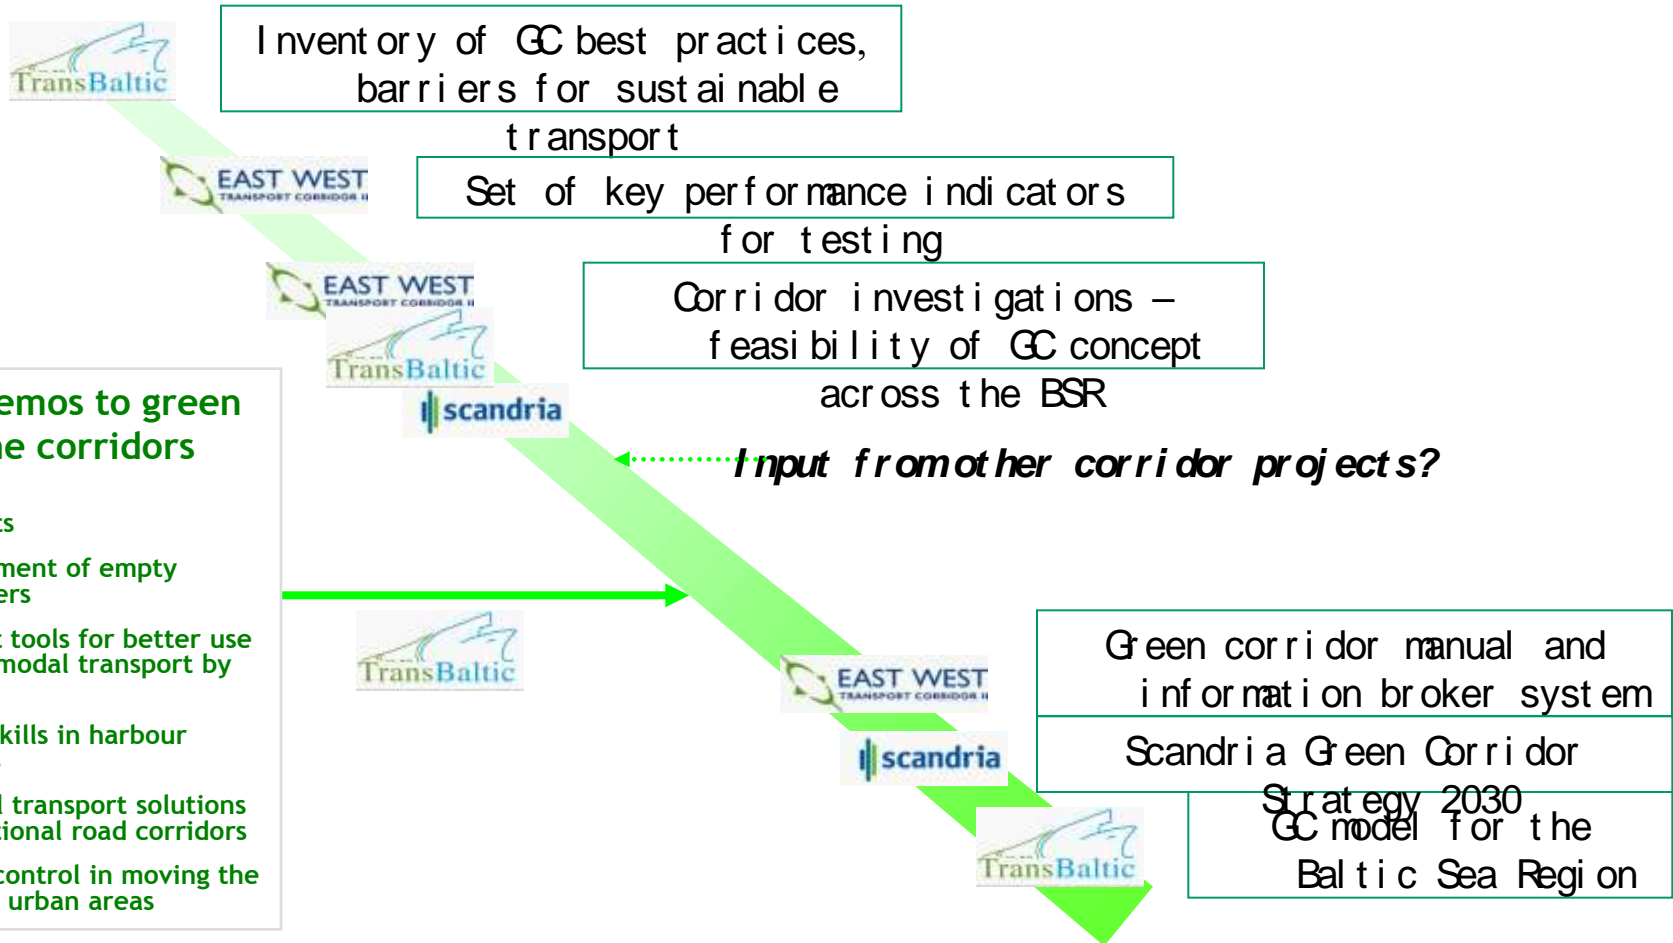 TransBaltic
Inventory of GC best practices,
barriers for sustainable
transport
EAST WEST
TRANSPORT CORRIDOR II
Set of key performance indicators
for testing
EAST WEST
TRANSPORT CORRIDOR II
TransBaltic
scandria
Corridor investigations –
feasibility of GC concept
across the BSR
Input from other corridor projects?
emos to green
ne corridors
ts
ment of empty
ers
t tools for better use
modal transport by
kills in harbour
l transport solutions
tional road corridors
control in moving the
urban areas
TransBaltic
EAST WEST
TRANSPORT CORRIDOR II
scandria
TransBaltic
Green corridor manual and
information broker system
Scandria Green Corridor
Strategy 2030
GC model for the
Baltic Sea Region